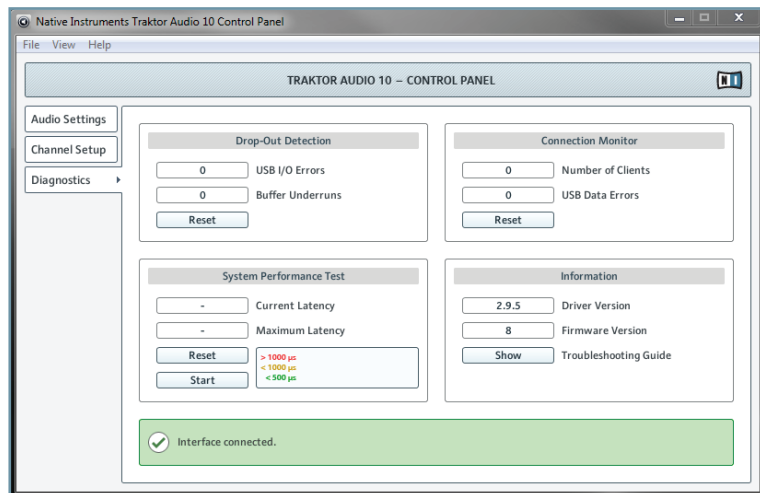 Native Instruments Traktor Audio 10 Control Panel
File View Help
TRAKTOR AUDIO 10 – CONTROL PANEL
NI
Audio Settings
Channel Setup
Diagnostics
Drop-Out Detection
0 USB I/O Errors
0 Buffer Underruns
Reset
Connection Monitor
0 Number of Clients
0 USB Data Errors
Reset
System Performance Test
- Current Latency
- Maximum Latency
Reset
Start
> 1000 µs
< 1000 µs
< 500 µs
Information
2.9.5 Driver Version
8 Firmware Version
Show Troubleshooting Guide
Interface connected.